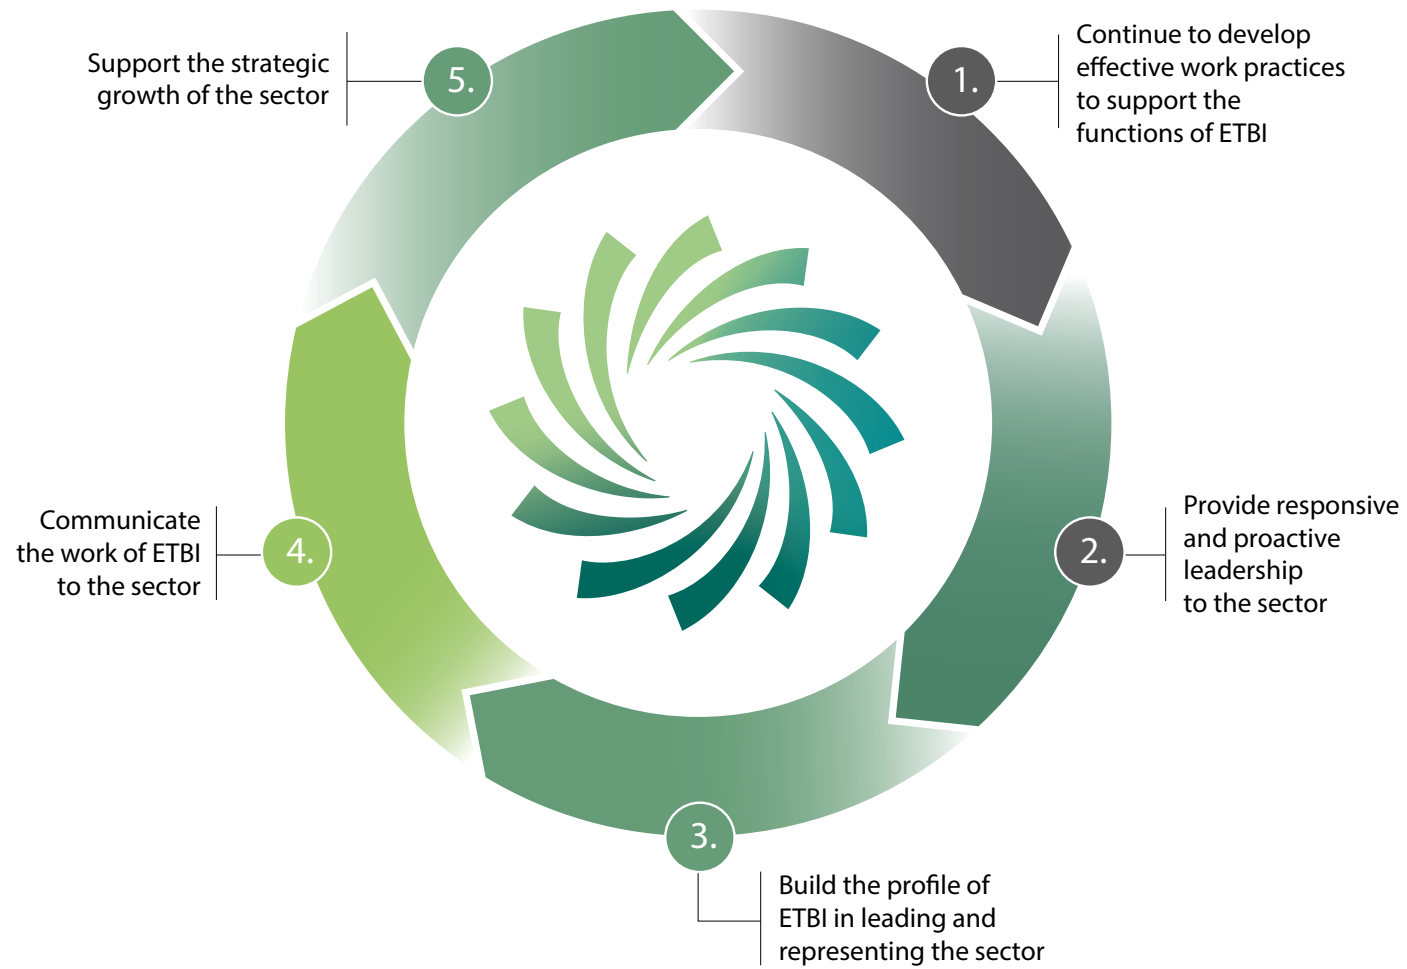 1.
Continue to develop
effective work practices
to support the
functions of ETBI
2.
Provide responsive
and proactive
leadership
to the sector
3.
Build the profile of
ETBI in leading and
representing the sector
4.
Communicate
the work of ETBI
to the sector
5.
Support the strategic
growth of the sector